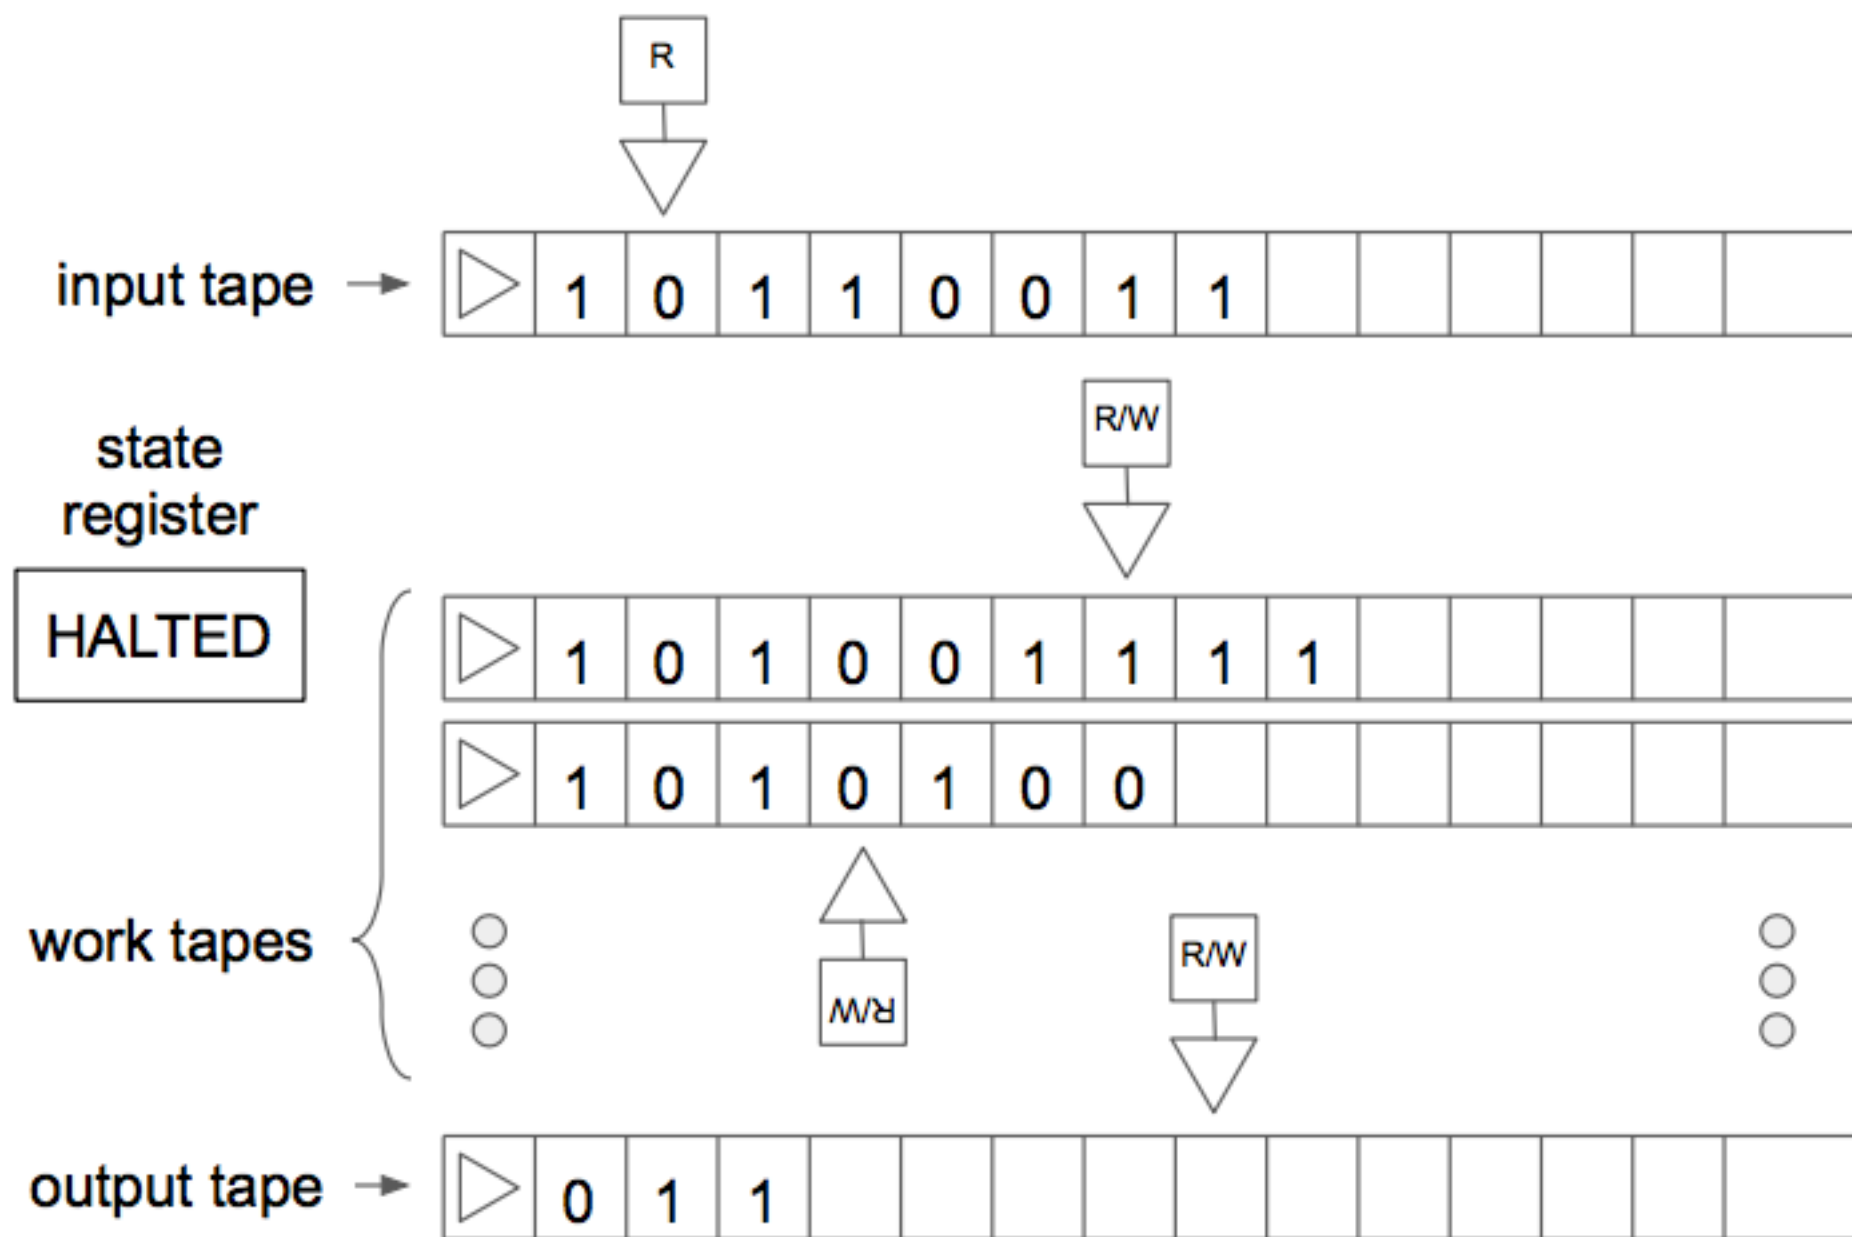 R
input tape
1 0 1 1 0 0 1 1
R/W
state
register
HALTED
1 0 1 0 0 1 1 1 1
1 0 1 0 1 0 0
work tapes
R/W
R/W
output tape
0 1 1